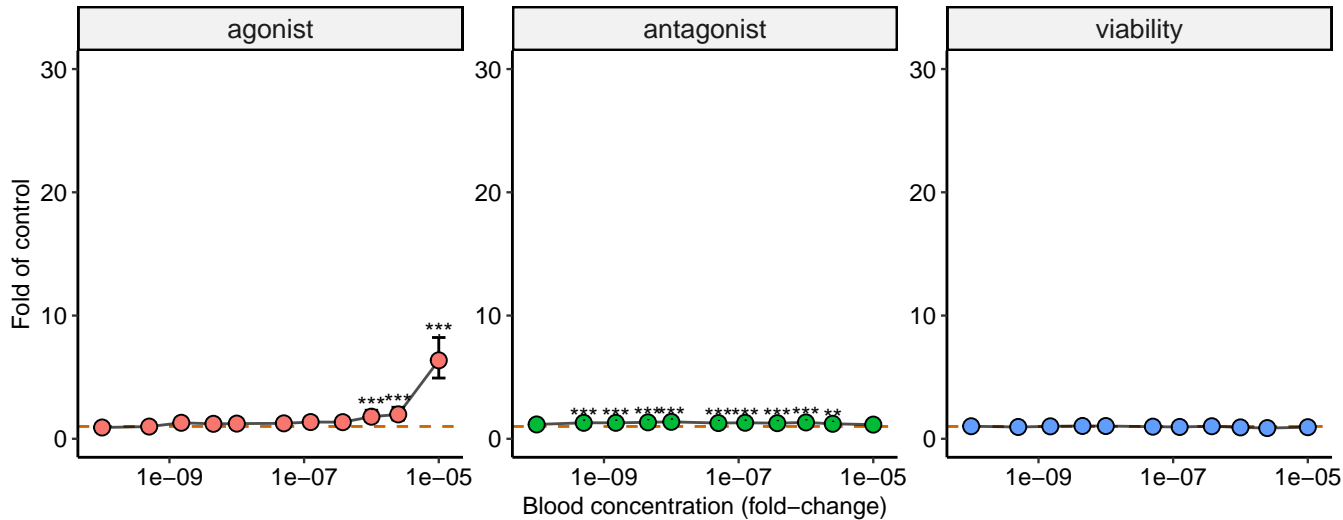 agonist
antagonist
viability
Fold of control
30
20
10
0
***
***
***
1e−09
1e−07
1e−05
30
20
10
0
***
***
***
***
***
***
***
***
**
1e−09
1e−07
1e−05
30
20
10
0
1e−09
1e−07
1e−05
Blood concentration (fold−change)